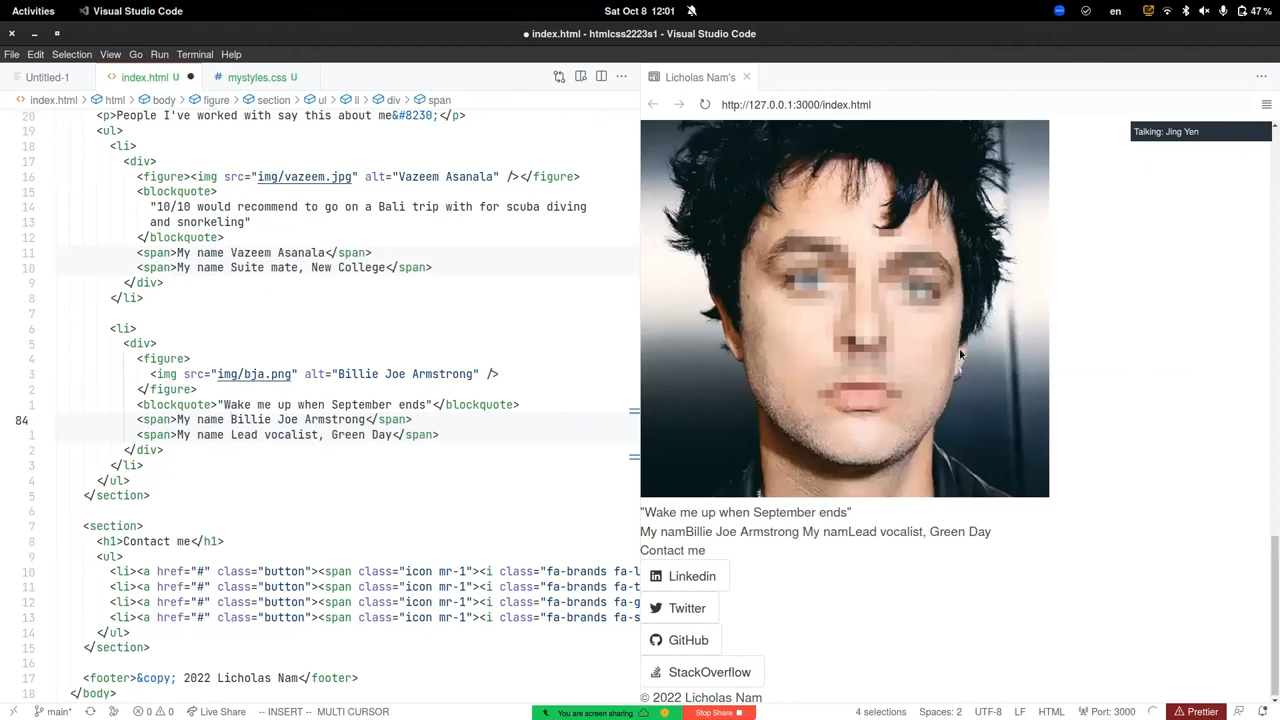 Activities Visual Studio Code Sat Oct 8 12:01 en 47 %
● index.html - htmlcss2223s1 - Visual Studio Code
File Edit Selection View Go Run Terminal Help
Untitled-1 index.html U ● # mystyles.css U ··· Licholas Nam's ···
index.html > html > body > figure > section > ul > li > div > span http://127.0.0.1:3000/index.html
Talking: Jing Yen
20 <p>People I've worked with say this about me&#8230;</p>
19 <ul>
18 <li>
17 <div>
16 <figure><img src="img/vazeem.jpg" alt="Vazeem Asanala" /></figure>
15 <blockquote>
14 "10/10 would recommend to go on a Bali trip with for scuba diving
13 and snorkeling"
12 </blockquote>
11 <span>My name Vazeem Asanala</span>
10 <span>My name Suite mate, New College</span>
9 </div>
8 </li>
7
6 <li>
5 <div>
4 <figure>
3 <img src="img/bja.png" alt="Billie Joe Armstrong" />
2 </figure>
1 <blockquote>"Wake me up when September ends"</blockquote>
84 <span>My name Billie Joe Armstrong</span>
1 <span>My name Lead vocalist, Green Day</span>
2 </div>
3 </li>
4 </ul>
5 </section>
6
7 <section>
8 <h1>Contact me</h1>
9 <ul>
10 <li><a href="#" class="button"><span class="icon mr-1"><i class="fa-brands fa-l
11 <li><a href="#" class="button"><span class="icon mr-1"><i class="fa-brands fa-t
12 <li><a href="#" class="button"><span class="icon mr-1"><i class="fa-brands fa-g
13 <li><a href="#" class="button"><span class="icon mr-1"><i class="fa-brands fa-s
14 </ul>
15 </section>
16
17 <footer>&copy; 2022 Licholas Nam</footer>
18 </body>
"Wake me up when September ends"
My namBillie Joe Armstrong My namLead vocalist, Green Day
Contact me
Linkedin
Twitter
GitHub
StackOverflow
© 2022 Licholas Nam
main* 0 0 Live Share -- INSERT -- MULTI CURSOR You are screen sharing Stop Share 4 selections Spaces: 2 UTF-8 LF HTML Port: 3000 Prettier